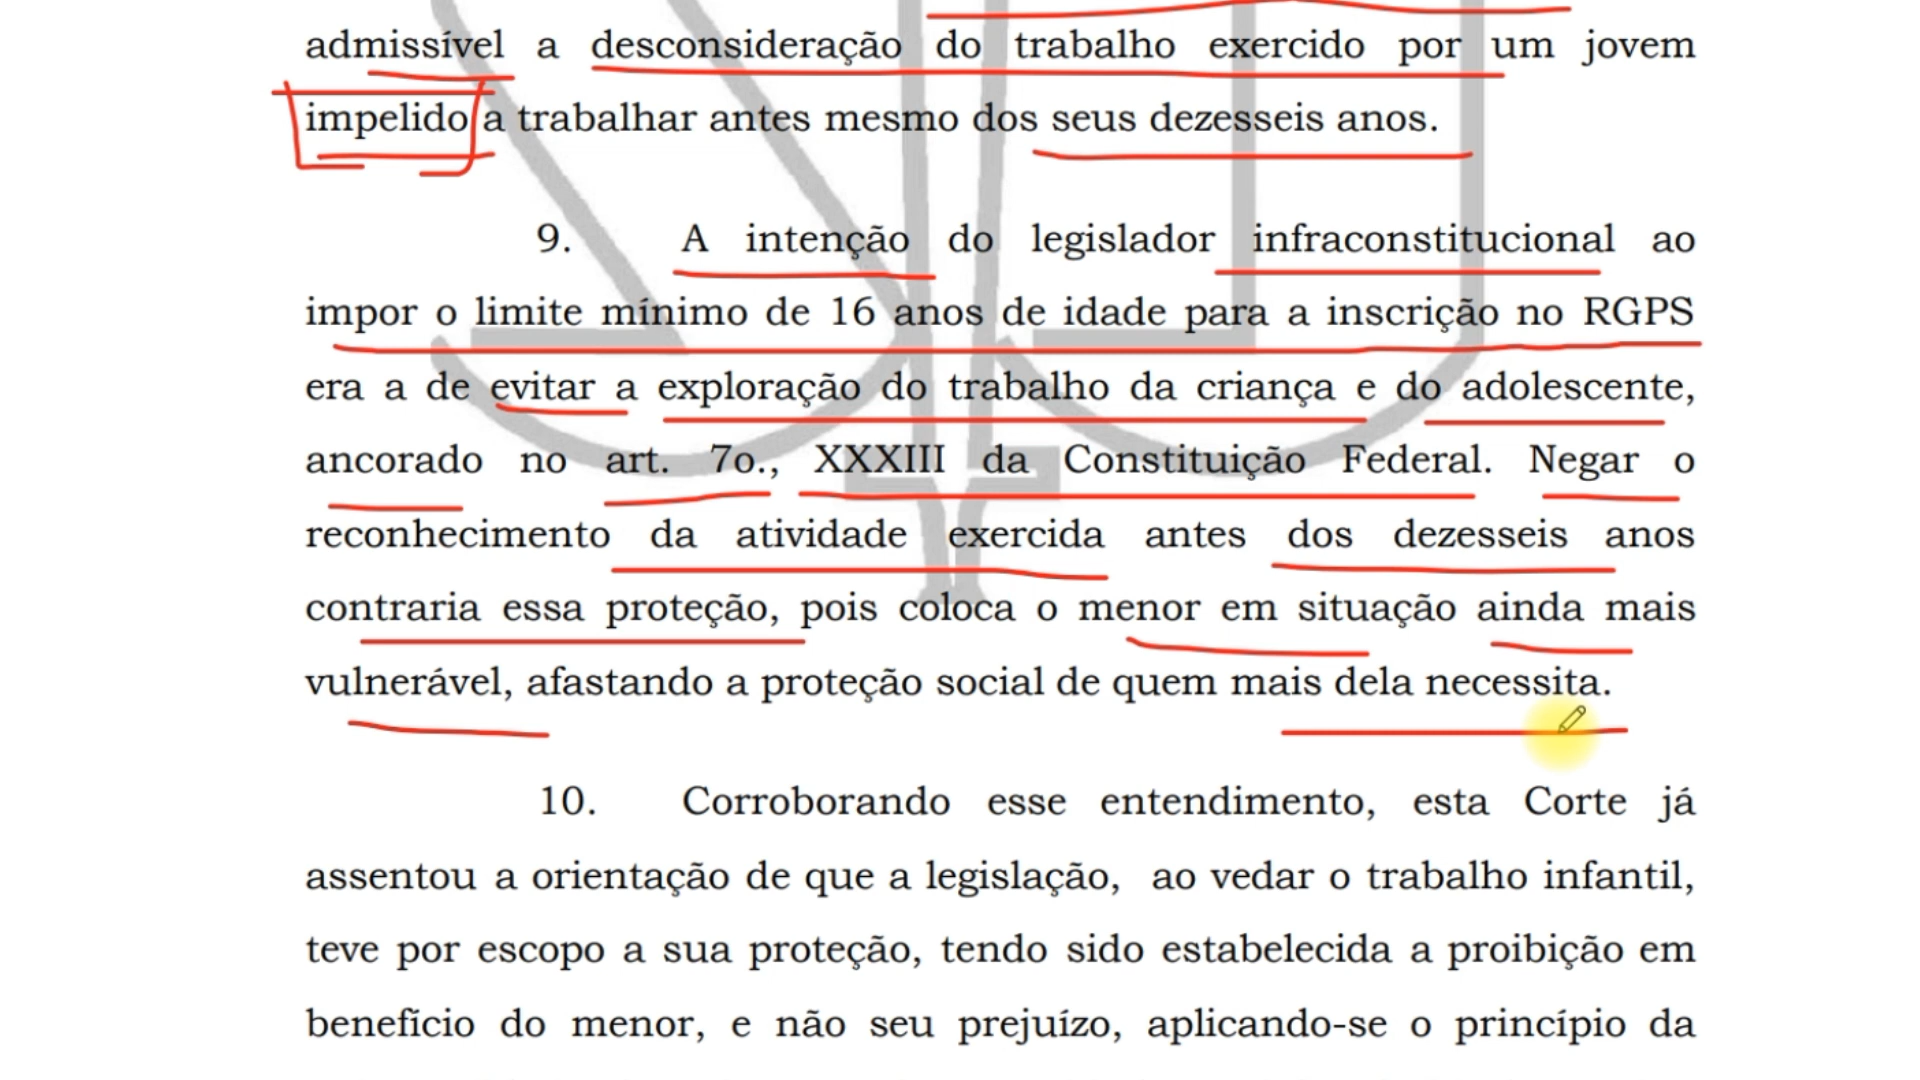 admissível a desconsideração do trabalho exercido por um jovem
impelido a trabalhar antes mesmo dos seus dezesseis anos.
9. A intenção do legislador infraconstitucional ao
impor o limite mínimo de 16 anos de idade para a inscrição no RGPS
era a de evitar a exploração do trabalho da criança e do adolescente,
ancorado no art. 7o., XXXIII da Constituição Federal. Negar o
reconhecimento da atividade exercida antes dos dezesseis anos
contraria essa proteção, pois coloca o menor em situação ainda mais
vulnerável, afastando a proteção social de quem mais dela necessita.
10. Corroborando esse entendimento, esta Corte já
assentou a orientação de que a legislação, ao vedar o trabalho infantil,
teve por escopo a sua proteção, tendo sido estabelecida a proibição em
benefício do menor, e não seu prejuízo, aplicando-se o princípio da